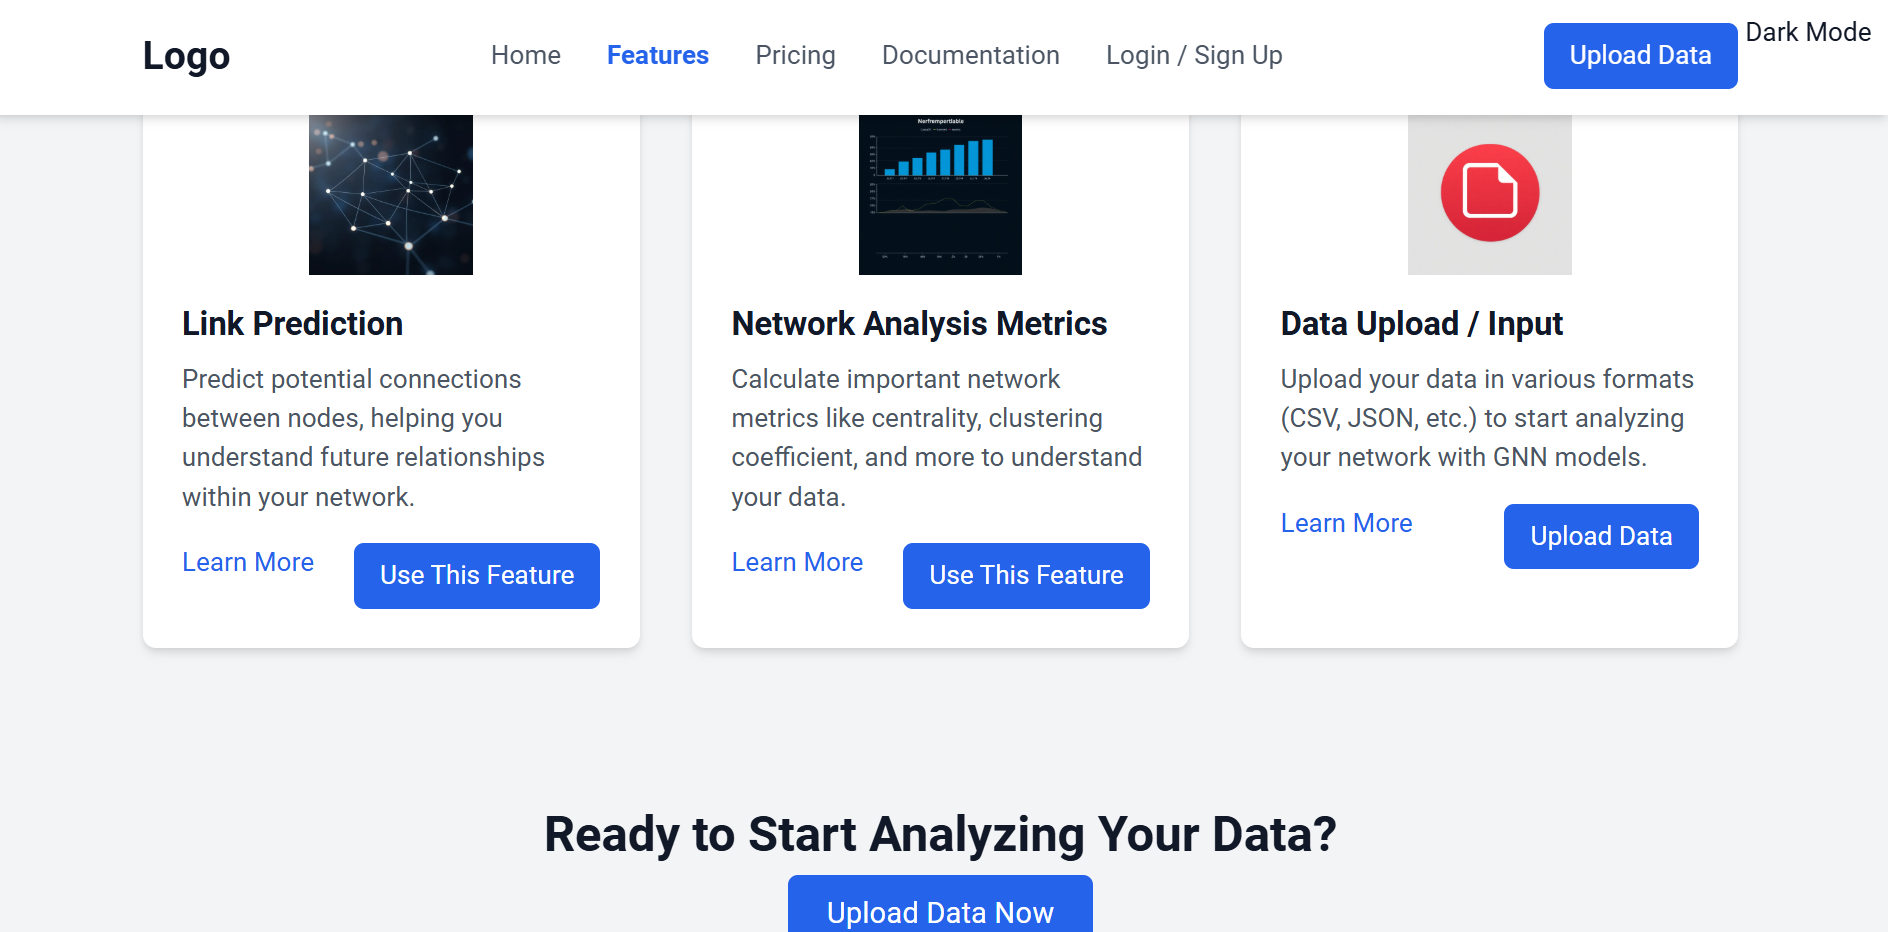 Logo
Home
Features
Pricing
Documentation
Login / Sign Up
Upload Data
Dark Mode
Link Prediction
Predict potential connections
between nodes, helping you
understand future relationships
within your network.
Learn More
Use This Feature
Network Analysis Metrics
Calculate important network
metrics like centrality, clustering
coefficient, and more to understand
your data.
Learn More
Use This Feature
Data Upload / Input
Upload your data in various formats
(CSV, JSON, etc.) to start analyzing
your network with GNN models.
Learn More
Upload Data
Ready to Start Analyzing Your Data?
Upload Data Now